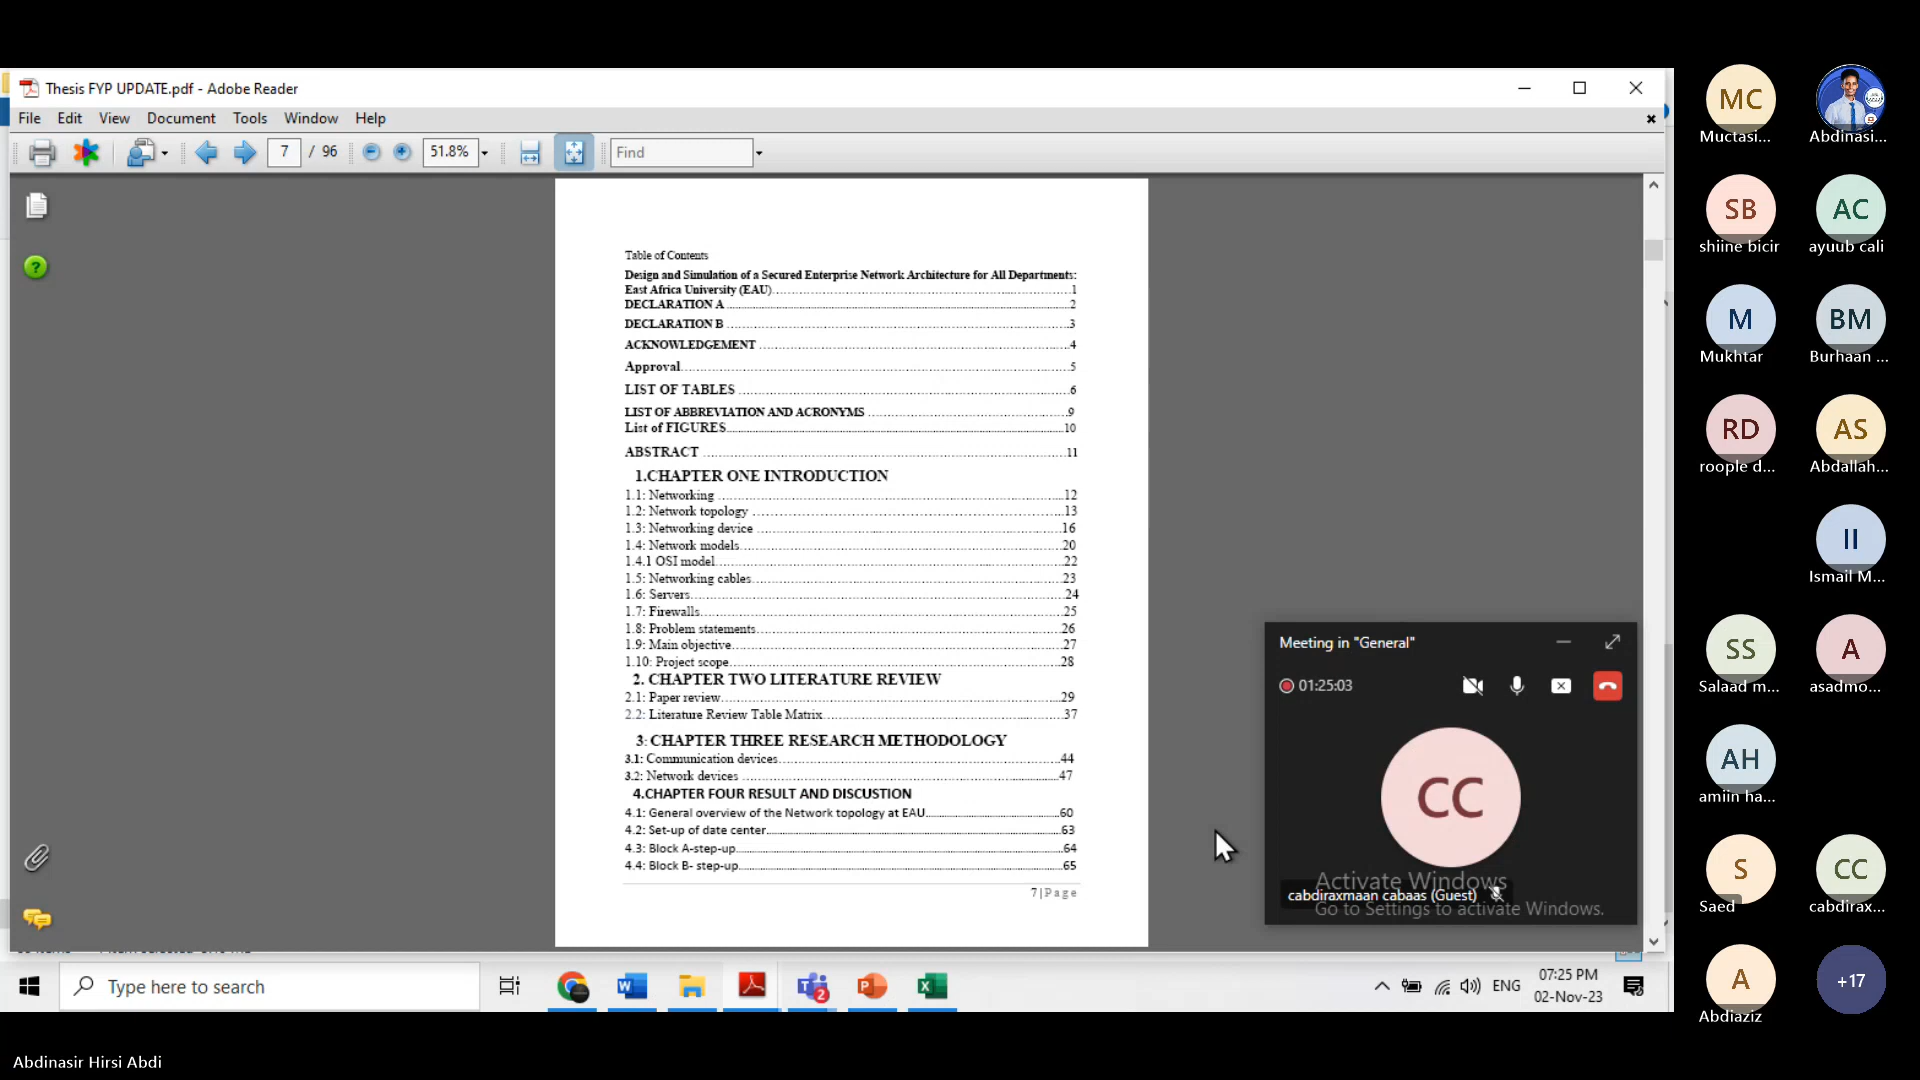 Thesis FYP UPDATE.pdf - Adobe Reader
File Edit View Document Tools Window Help
7 / 96 51.8% Find
Table of Contents
Design and Simulation of a Secured Enterprise Network Architecture for All Departments:
East Africa University (EAU)....1
DECLARATION A....2
DECLARATION B....3
ACKNOWLEDGEMENT....4
Approval....5
LIST OF TABLES....6
LIST OF ABBREVIATION AND ACRONYMS....9
List of FIGURES....10
ABSTRACT....11
1.CHAPTER ONE INTRODUCTION
1.1: Networking....12
1.2: Network topology....13
1.3: Networking device....16
1.4: Network models....20
1.4.1 OSI model....22
1.5: Networking cables....23
1.6: Servers....24
1.7: Firewalls....25
1.8: Problem statements....26
1.9: Main objective....27
1.10: Project scope....28
2. CHAPTER TWO LITERATURE REVIEW
2.1: Paper review....29
2.2: Literature Review Table Matrix....37
3: CHAPTER THREE RESEARCH METHODOLOGY
3.1: Communication devices....44
3.2: Network devices....47
4.CHAPTER FOUR RESULT AND DISCUSTION
4.1: General overview of the Network topology at EAU....60
4.2: Set-up of date center....63
4.3: Block A-step-up....64
4.4: Block B- step-up....65
7 | P a g e
Meeting in "General"
01:25:03
CC
cabdiraxmaan cabaas (Guest)
Activate Windows
Go to Settings to activate Windows.
Type here to search
2
ENG
07:25 PM
02-Nov-23
MC
Muctasi...
Abdinasi...
SB
shiine bicir
AC
ayuub cali
M
Mukhtar
BM
Burhaan ...
RD
roople d...
AS
Abdallah...
II
Ismail M...
SS
Salaad m...
A
asadmo...
AH
amiin ha...
S
Saed
CC
cabdirax...
A
Abdiaziz
+17
Abdinasir Hirsi Abdi